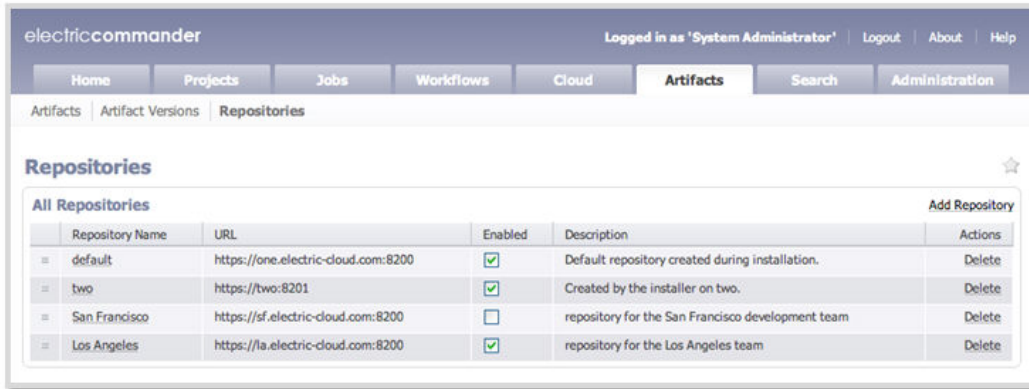 electriccommander Logged in as 'System Administrator' Logout About Help
Home Projects Jobs Workflows Cloud Artifacts Search Administration
Artifacts Artifact Versions Repositories
Repositories
All Repositories Add Repository
Repository Name URL Enabled Description Actions
default https://one.electric-cloud.com:8200 Default repository created during installation. Delete
two https://two:8201 Created by the installer on two. Delete
San Francisco https://sf.electric-cloud.com:8200 repository for the San Francisco development team Delete
Los Angeles https://la.electric-cloud.com:8200 repository for the Los Angeles team Delete